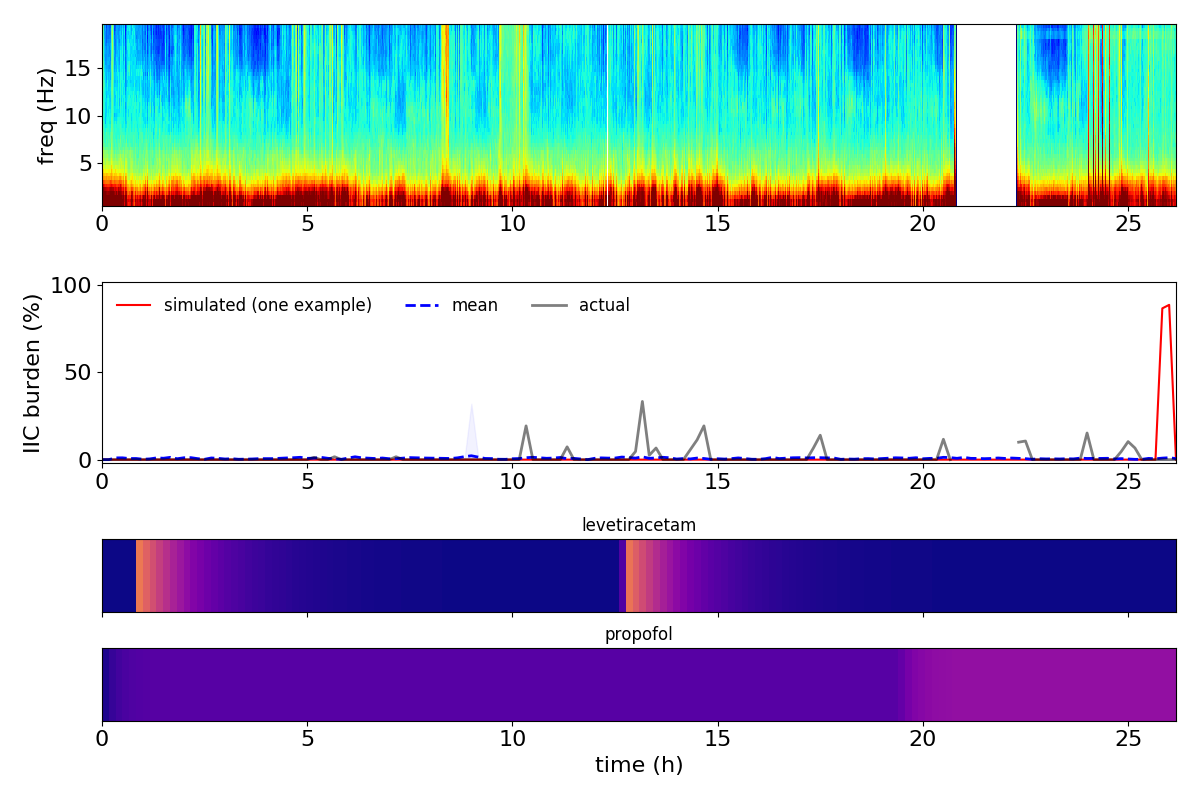 freq (Hz)
15
10
5
0 5 10 15 20 25
IIC burden (%)
100
50
0
simulated (one example) mean actual
0 5 10 15 20 25
levetiracetam
propofol
0 5 10 15 20 25
time (h)